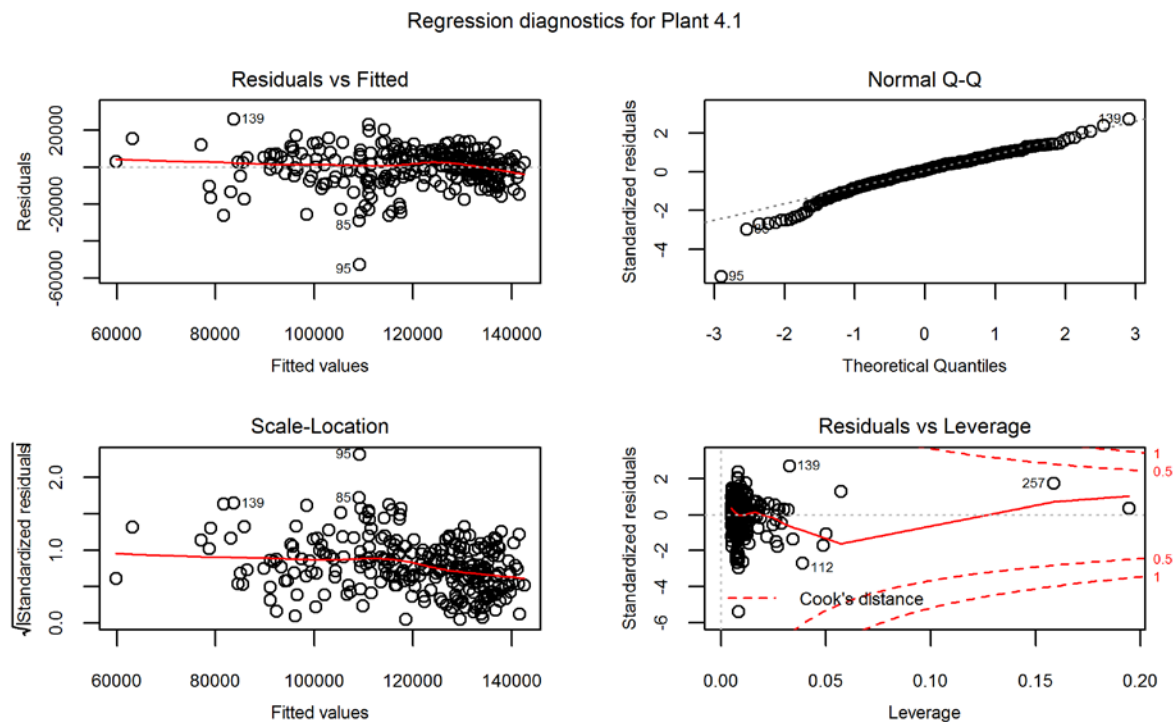 Regression diagnostics for Plant 4.1
Residuals vs Fitted
Residuals
20000
-20000
-60000
139
85
95
60000 80000 100000 120000 140000
Fitted values
Normal Q-Q
Standardized residuals
2
0
-2
-4
139
95
-3 -2 -1 0 1 2 3
Theoretical Quantiles
Scale-Location
√|Standardized residuals|
2.0
1.0
0.0
95
139
85
60000 80000 100000 120000 140000
Fitted values
Residuals vs Leverage
Standardized residuals
4
2
0
-2
-4
-6
139
257
112
1
0.5
0.5
1
Cook's distance
0.00 0.05 0.10 0.15 0.20
Leverage